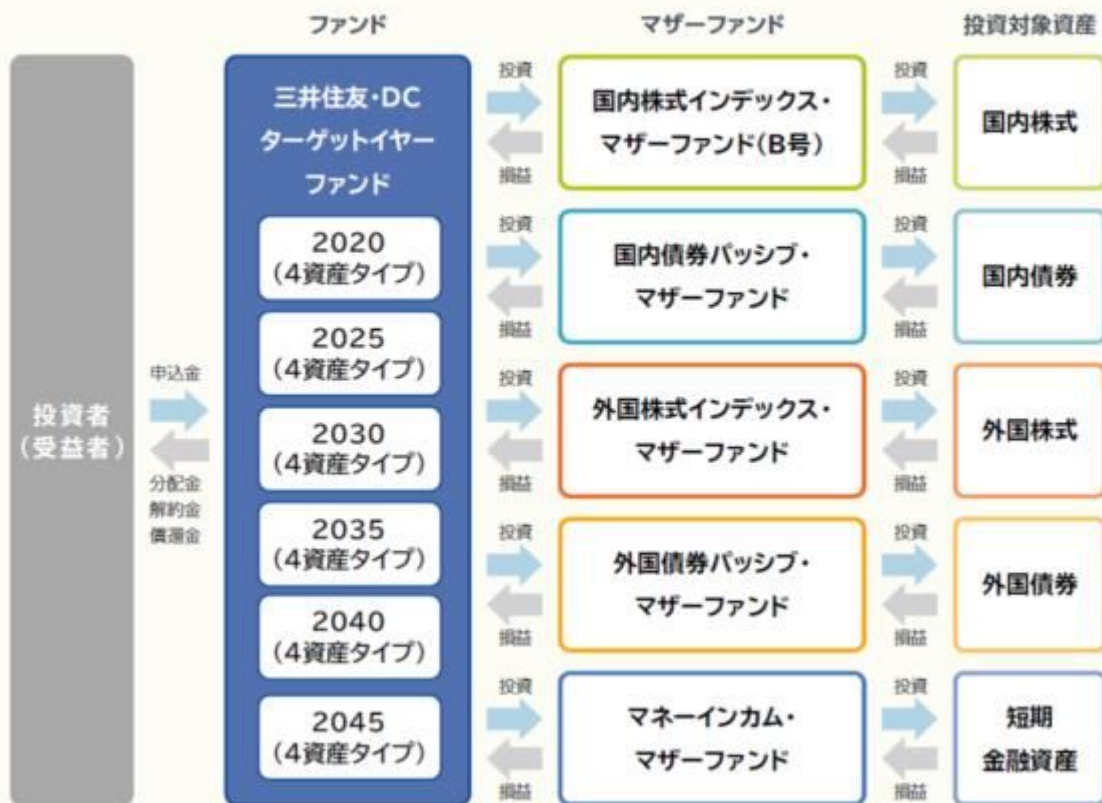 ファンド
マザーファンド
投資対象資産
投資者
(受益者)
申込金
分配金
解約金
償還金
三井住友・DC
ターゲットイヤー
ファンド
2020
(4資産タイプ)
2025
(4資産タイプ)
2030
(4資産タイプ)
2035
(4資産タイプ)
2040
(4資産タイプ)
2045
(4資産タイプ)
投資
損益
国内株式インデックス・
マザーファンド(B号)
投資
損益
国内株式
投資
損益
国内債券パッシブ・
マザーファンド
投資
損益
国内債券
投資
損益
外国株式インデックス・
マザーファンド
投資
損益
外国株式
投資
損益
外国債券パッシブ・
マザーファンド
投資
損益
外国債券
投資
損益
マネーインカム・
マザーファンド
投資
損益
短期
金融資産